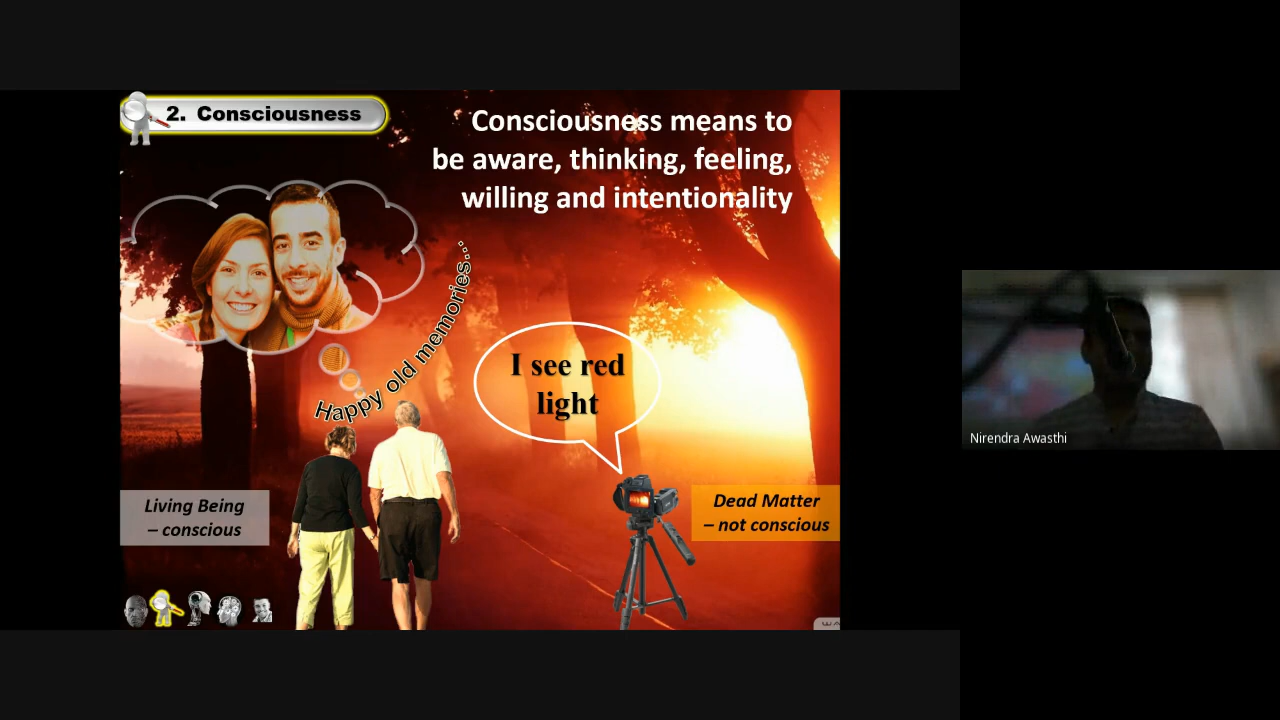 2. Consciousness
Consciousness means to
be aware, thinking, feeling,
willing and intentionality
Happy old memories...
I see red
light
Living Being
– conscious
Dead Matter
– not conscious
Nirendra Awasthi